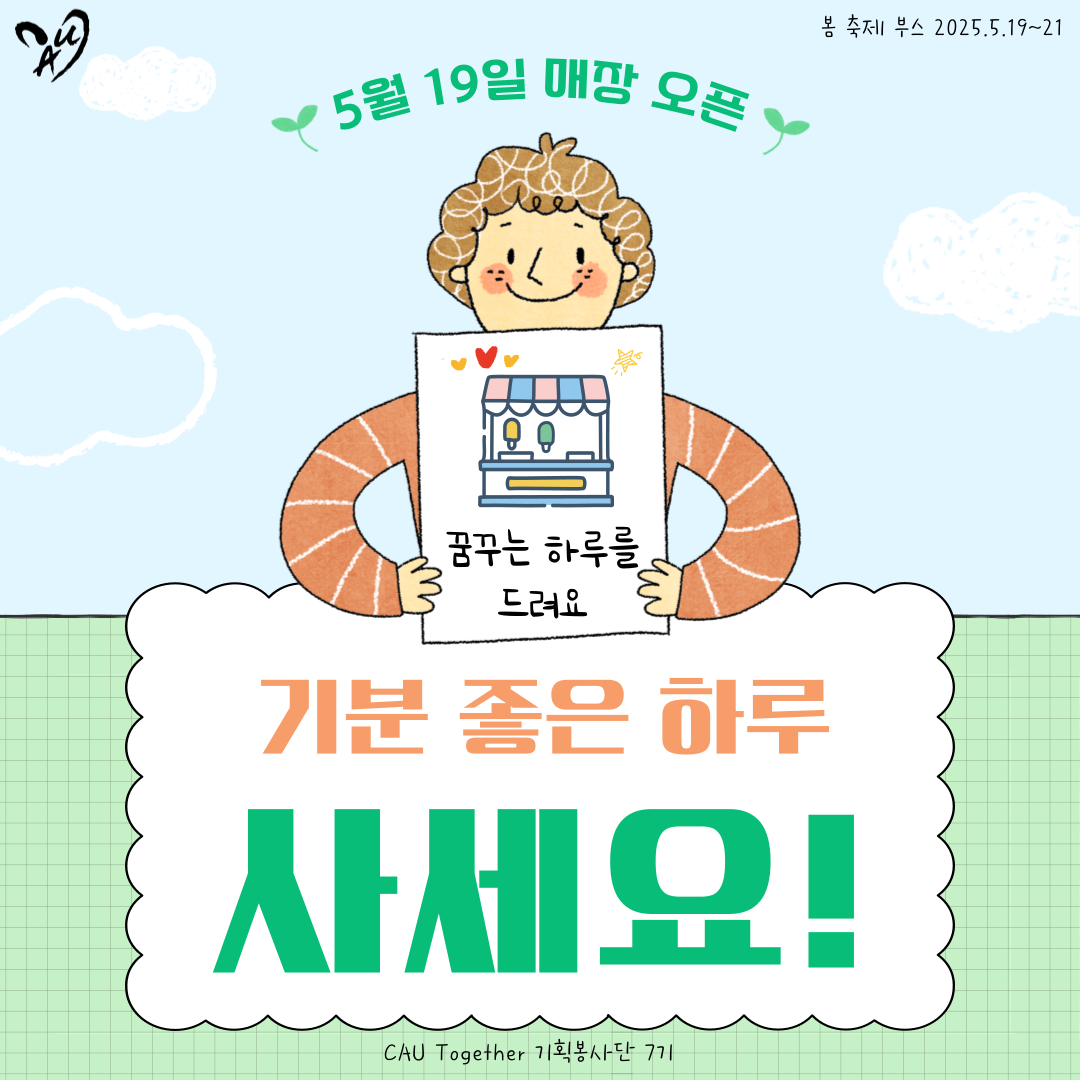 CAU
봄 축제 부스 2025.5.19~21
5월 19일 매장 오픈
꿈꾸는 하루를
드려요
기분 좋은 하루
사세요!
CAU Together 기획봉사단 7기